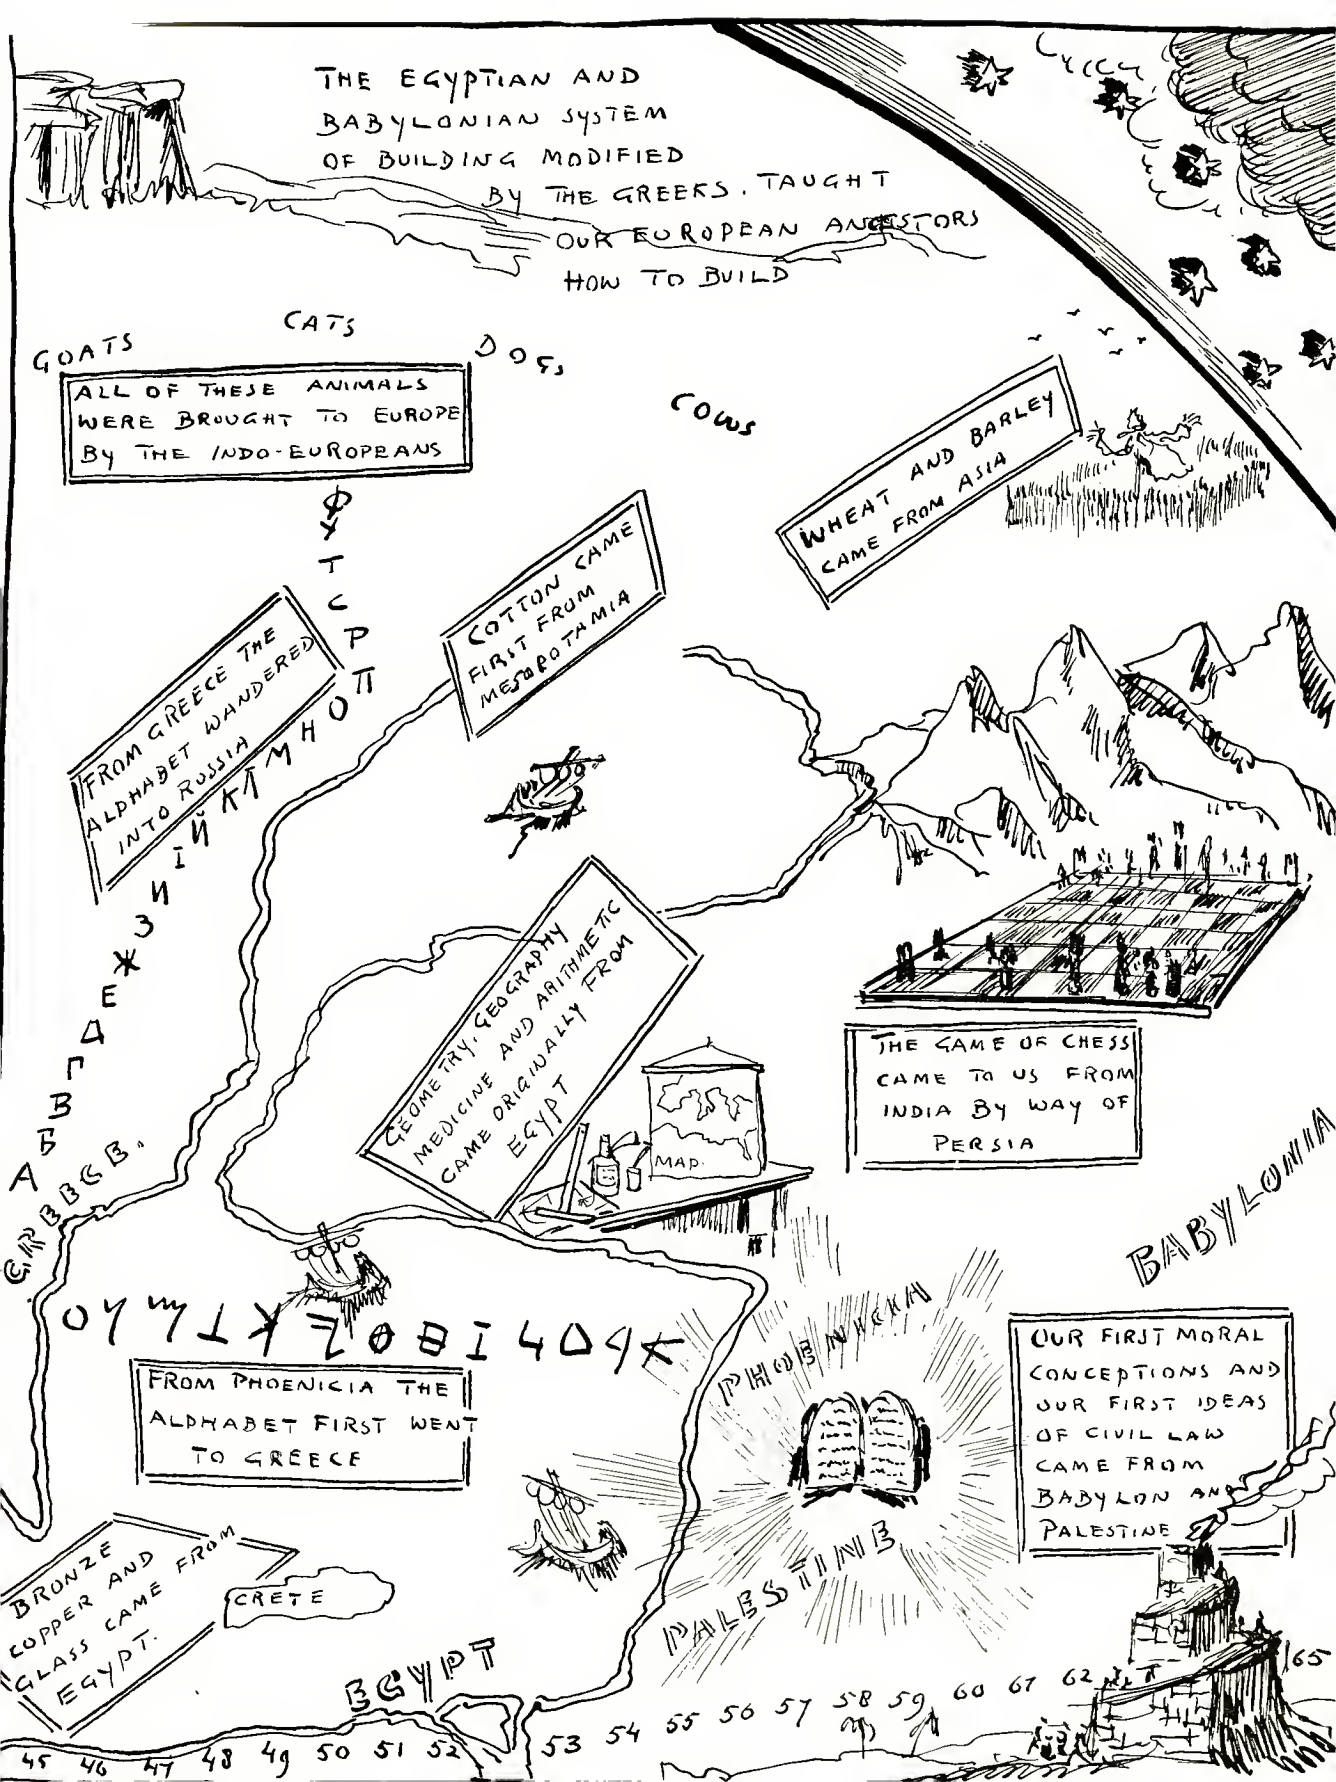 THE EGYPTIAN AND
BABYLONIAN SYSTEM
OF BUILDING MODIFIED
BY THE GREEKS. TAUGHT
OUR EUROPEAN ANCESTORS
HOW TO BUILD
GOATS
CATS
DOGS
COWS
ALL OF THESE ANIMALS
WERE BROUGHT TO EUROPE
BY THE INDO-EUROPEANS
WHEAT AND BARLEY
CAME FROM ASIA
COTTON CAME
FIRST FROM
MESOPOTAMIA
FROM GREECE THE
ALPHABET WANDERED
INTO RUSSIA
А Б В Г Д Е Ж З И І Й К Л М Н О П Р С Т У Ф
GEOMETRY, GEOGRAPHY
MEDICINE AND ARITHMETIC
CAME ORIGINALLY FROM
EGYPT
MAP.
THE GAME OF CHESS
CAME TO US FROM
INDIA BY WAY OF
PERSIA
GREECE.
BABYLONIA
PHOENICIA
FROM PHOENICIA THE
ALPHABET FIRST WENT
TO GREECE
OUR FIRST MORAL
CONCEPTIONS AND
OUR FIRST IDEAS
OF CIVIL LAW
CAME FROM
BABYLON AND
PALESTINE
PALESTINE
BRONZE
COPPER AND
GLASS CAME FROM
EGYPT.
CRETE
EGYPT
45 46 47 48 49 50 51 52 53 54 55 56 57 58 59 60 61 62 65